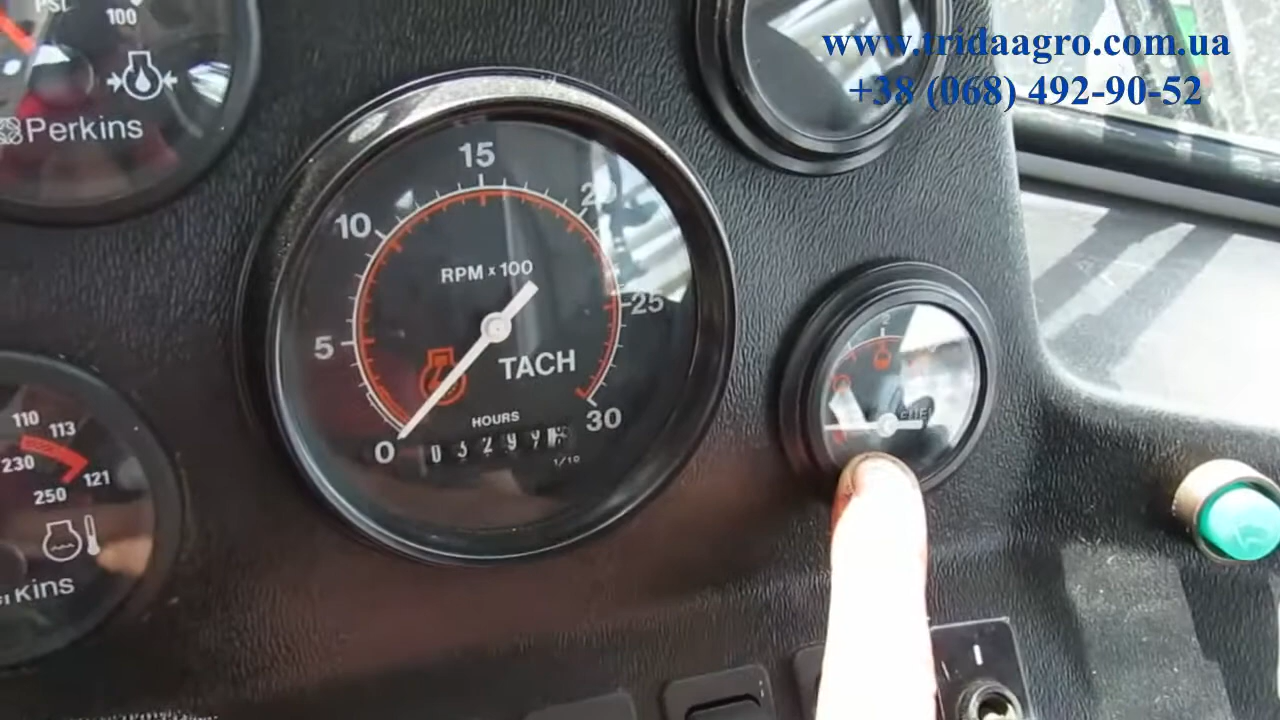 www.tridaagro.com.ua
+38 (068) 492-90-52
PSI
100
Perkins
15
10
20
RPM x 100
25
5
TACH
HOURS
30
0
1/10
110
113
230
121
250
kins